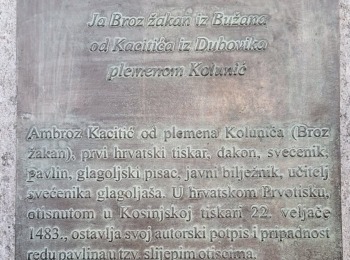 Ja Broz žakan iz Bužana
od Kacitića iz Dubovika
plemenom Kolunić
Ambroz Kacitić od plemena Kolunića (Broz
žakan), prvi hrvatski tiskar, đakon, svećenik,
pavlin, glagoljski pisac, javni bilježnik, učitelj
svećenika glagoljaša. U hrvatskom Prvotisku,
otisnutom u Kosinjskoj tiskari 22. veljače
1483., ostavlja svoj autorski potpis i pripadnost
redu pavlina u tzv. slijepim otiscima.